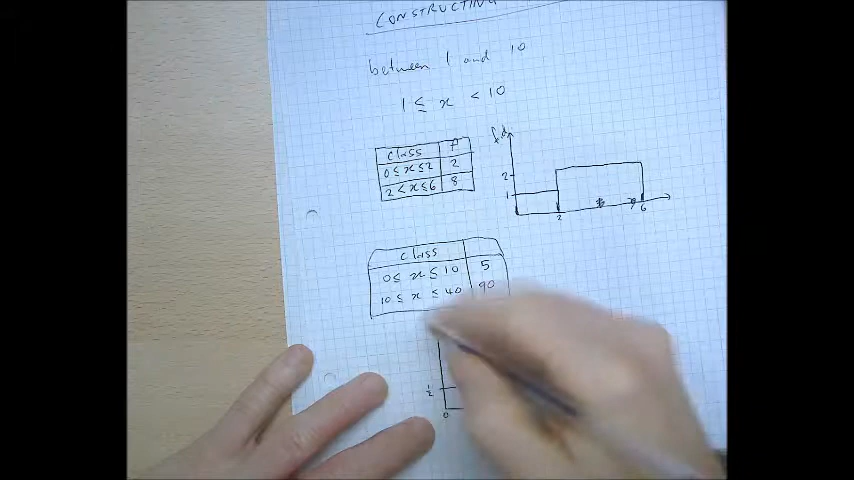 CONSTRUCTING
between 1 and 10
1 ≤ x < 10
class f
0 ≤ x ≤ 2 2
2 < x ≤ 6 8
fd
2
1
2 6
class
0 ≤ x ≤ 10 5
10 ≤ x ≤ 40 90
1/2
0